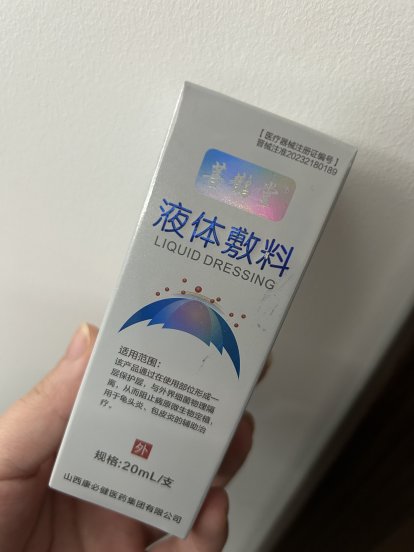 【医疗器械注册证编号】
晋械注准20232180189
液体敷料
LIQUID DRESSING
适用范围：
该产品通过在使用部位形成一
层保护层，与外界细菌物理隔
离，从而阻止病原微生物定植，
用于龟头炎、包皮炎的辅助治
疗。
外
规格:20mL/支
山西康必健医药集团有限公司